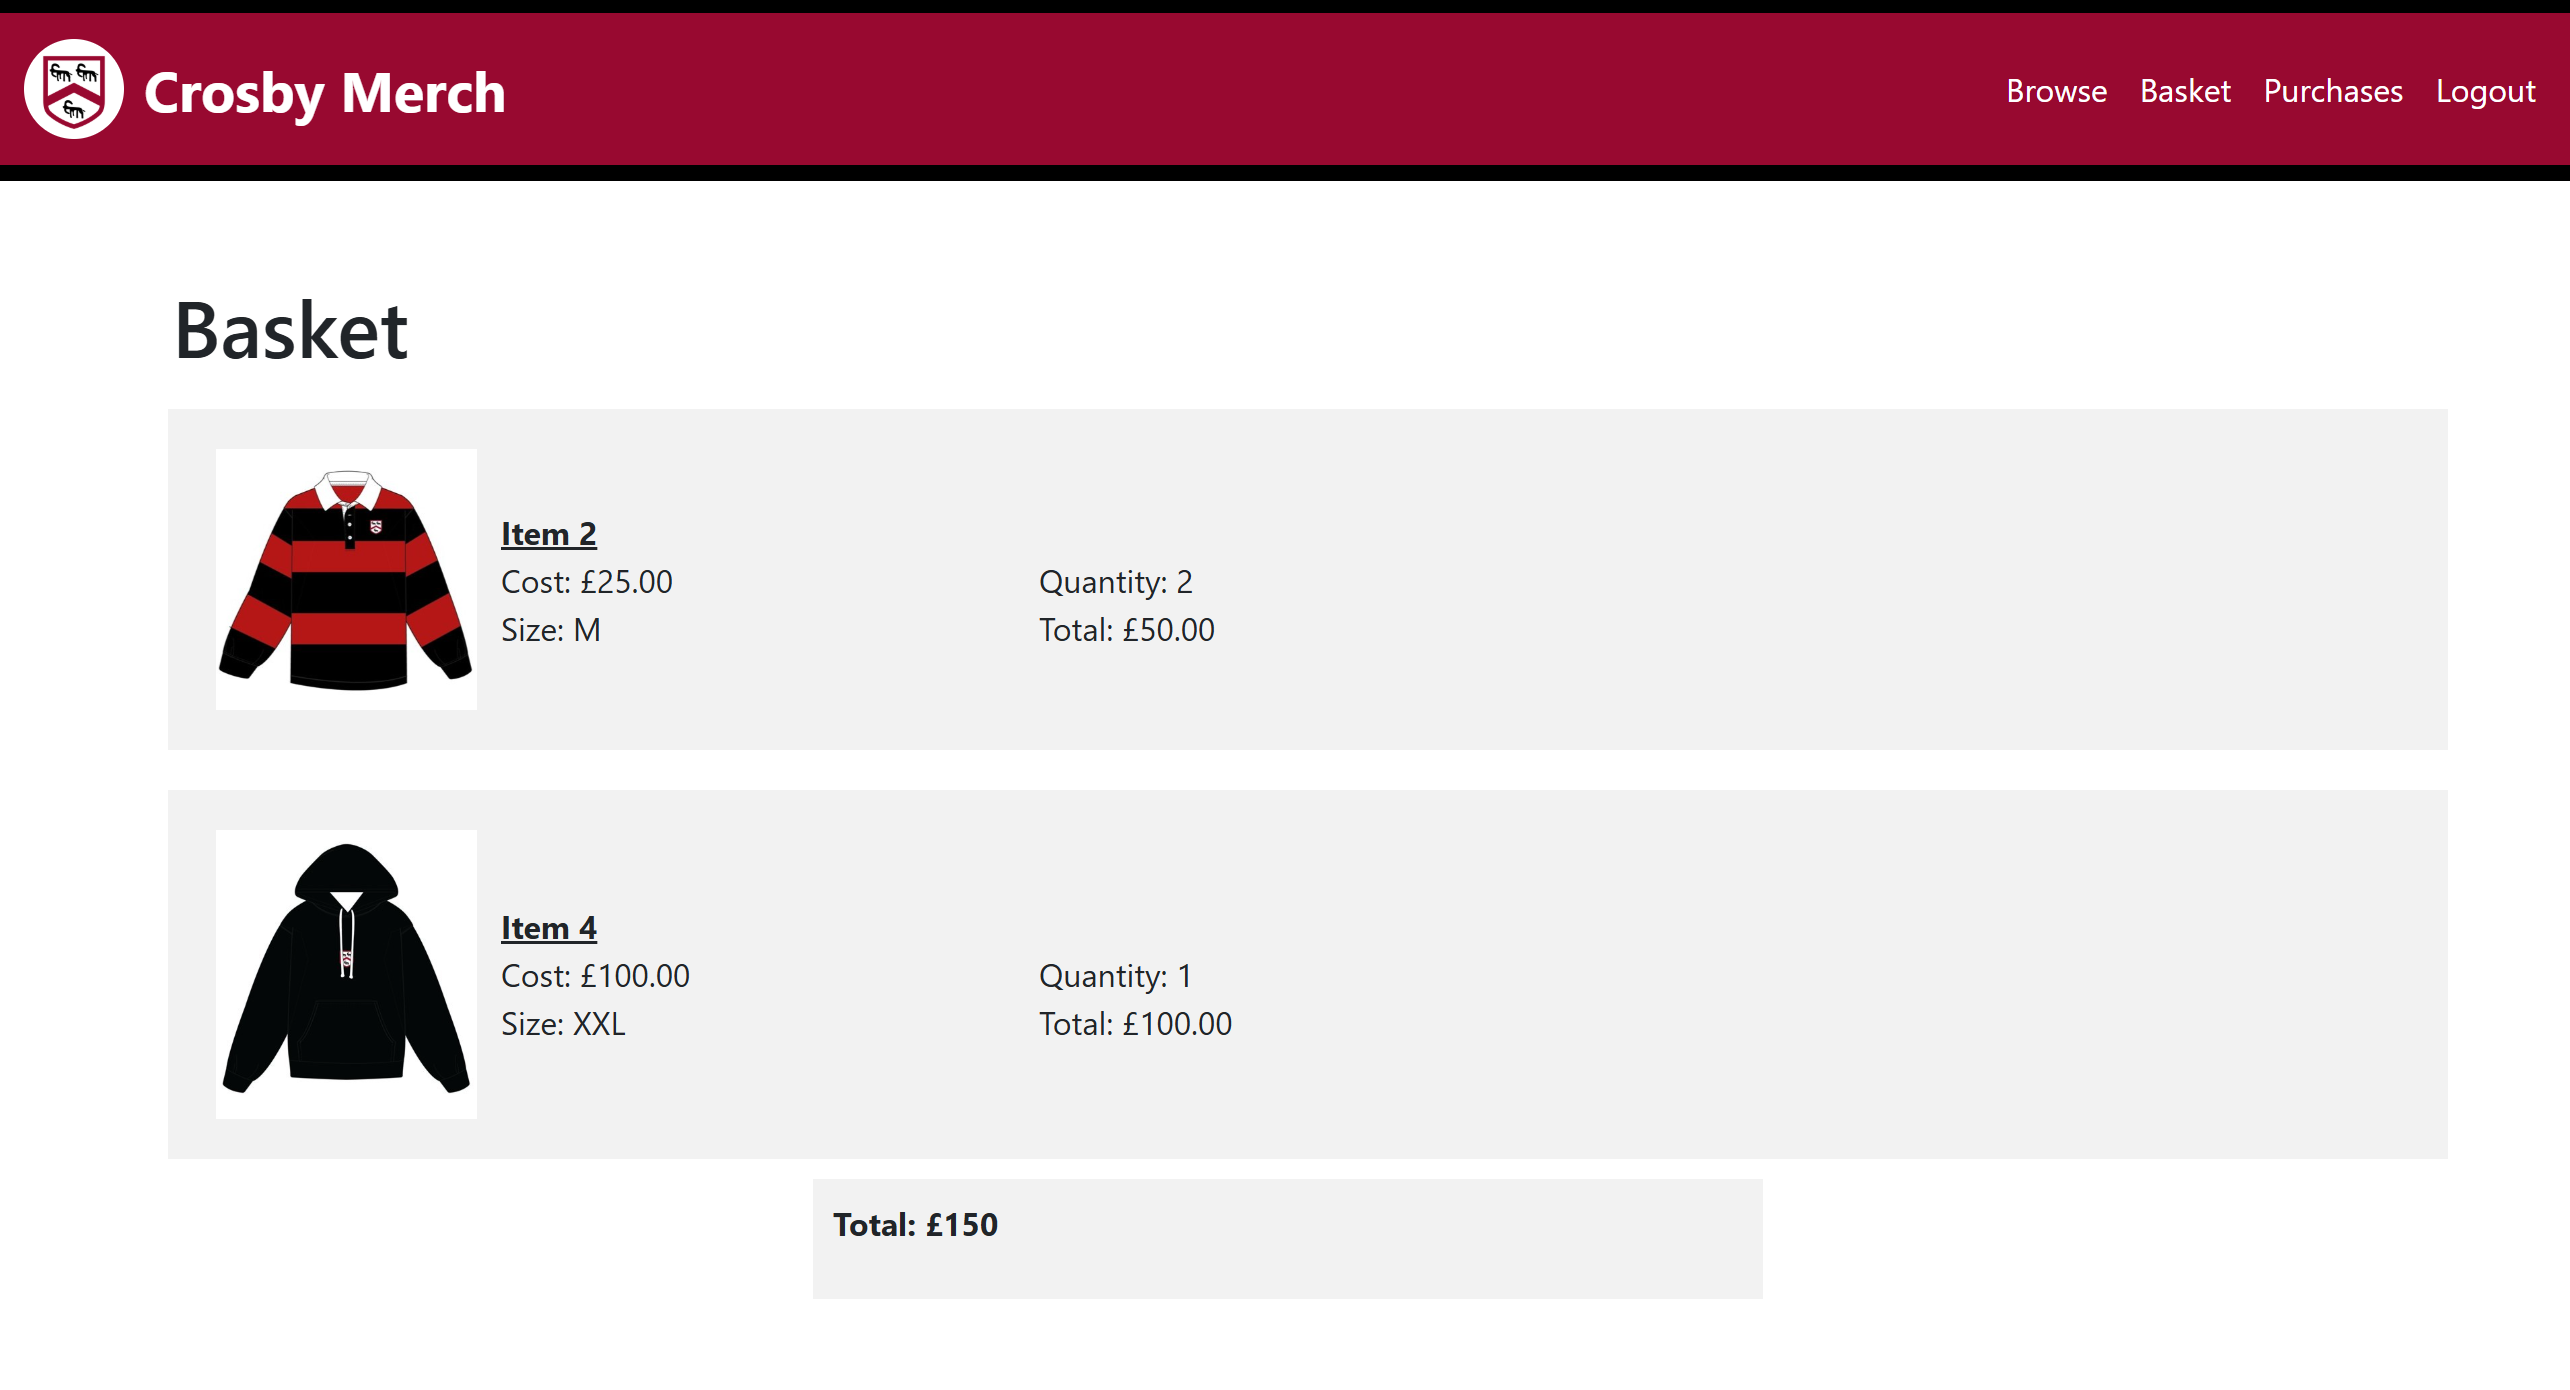 Crosby Merch
Browse Basket Purchases Logout
Basket
Item 2
Cost: £25.00 Quantity: 2
Size: M Total: £50.00
Item 4
Cost: £100.00 Quantity: 1
Size: XXL Total: £100.00
Total: £150